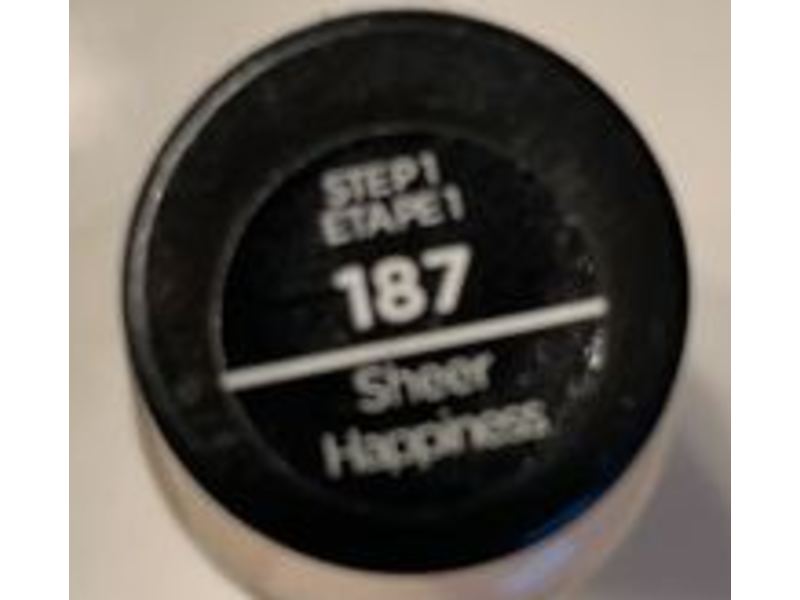 STEP 1
ETAPE 1
187
Sheer
Happiness